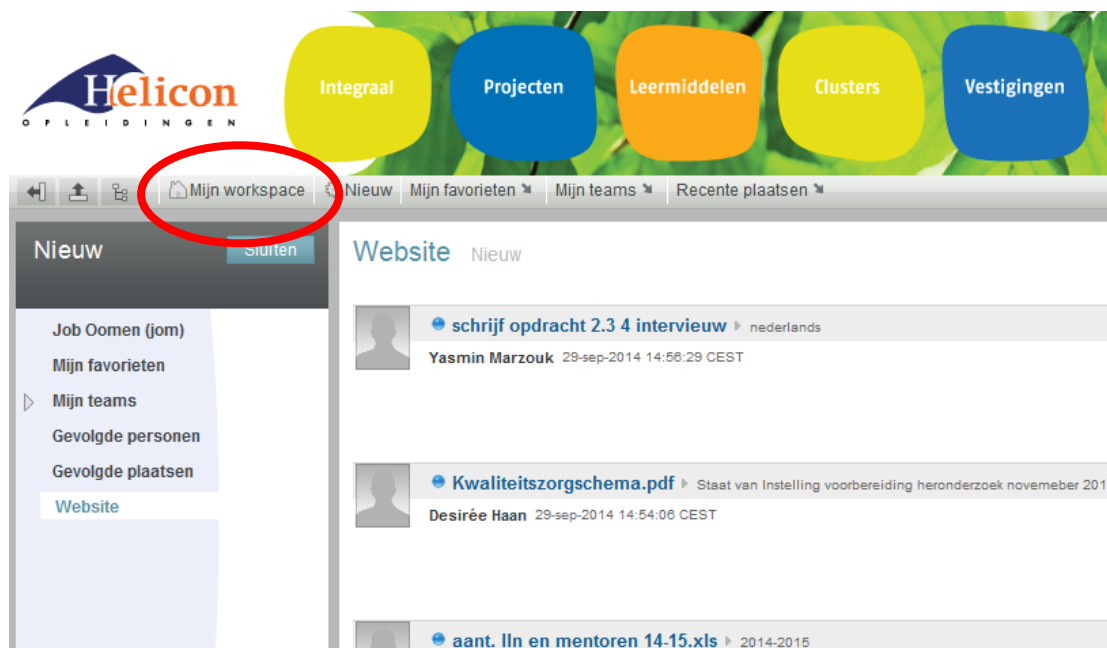 Helicon
OPLEIDINGEN
Integraal
Projecten
Leermiddelen
Clusters
Vestigingen
Mijn workspace Nieuw Mijn favorieten Mijn teams Recente plaatsen
Nieuw
Sluiten
Job Oomen (jom)
Mijn favorieten
Mijn teams
Gevolgde personen
Gevolgde plaatsen
Website
Website Nieuw
schrijf opdracht 2.3 4 intervieuw nederlands
Yasmin Marzouk 29-sep-2014 14:56:29 CEST
Kwaliteitszorgschema.pdf Staat van Instelling voorbereiding heronderzoek novemeber 201
Desirée Haan 29-sep-2014 14:54:06 CEST
aant. lln en mentoren 14-15.xls 2014-2015